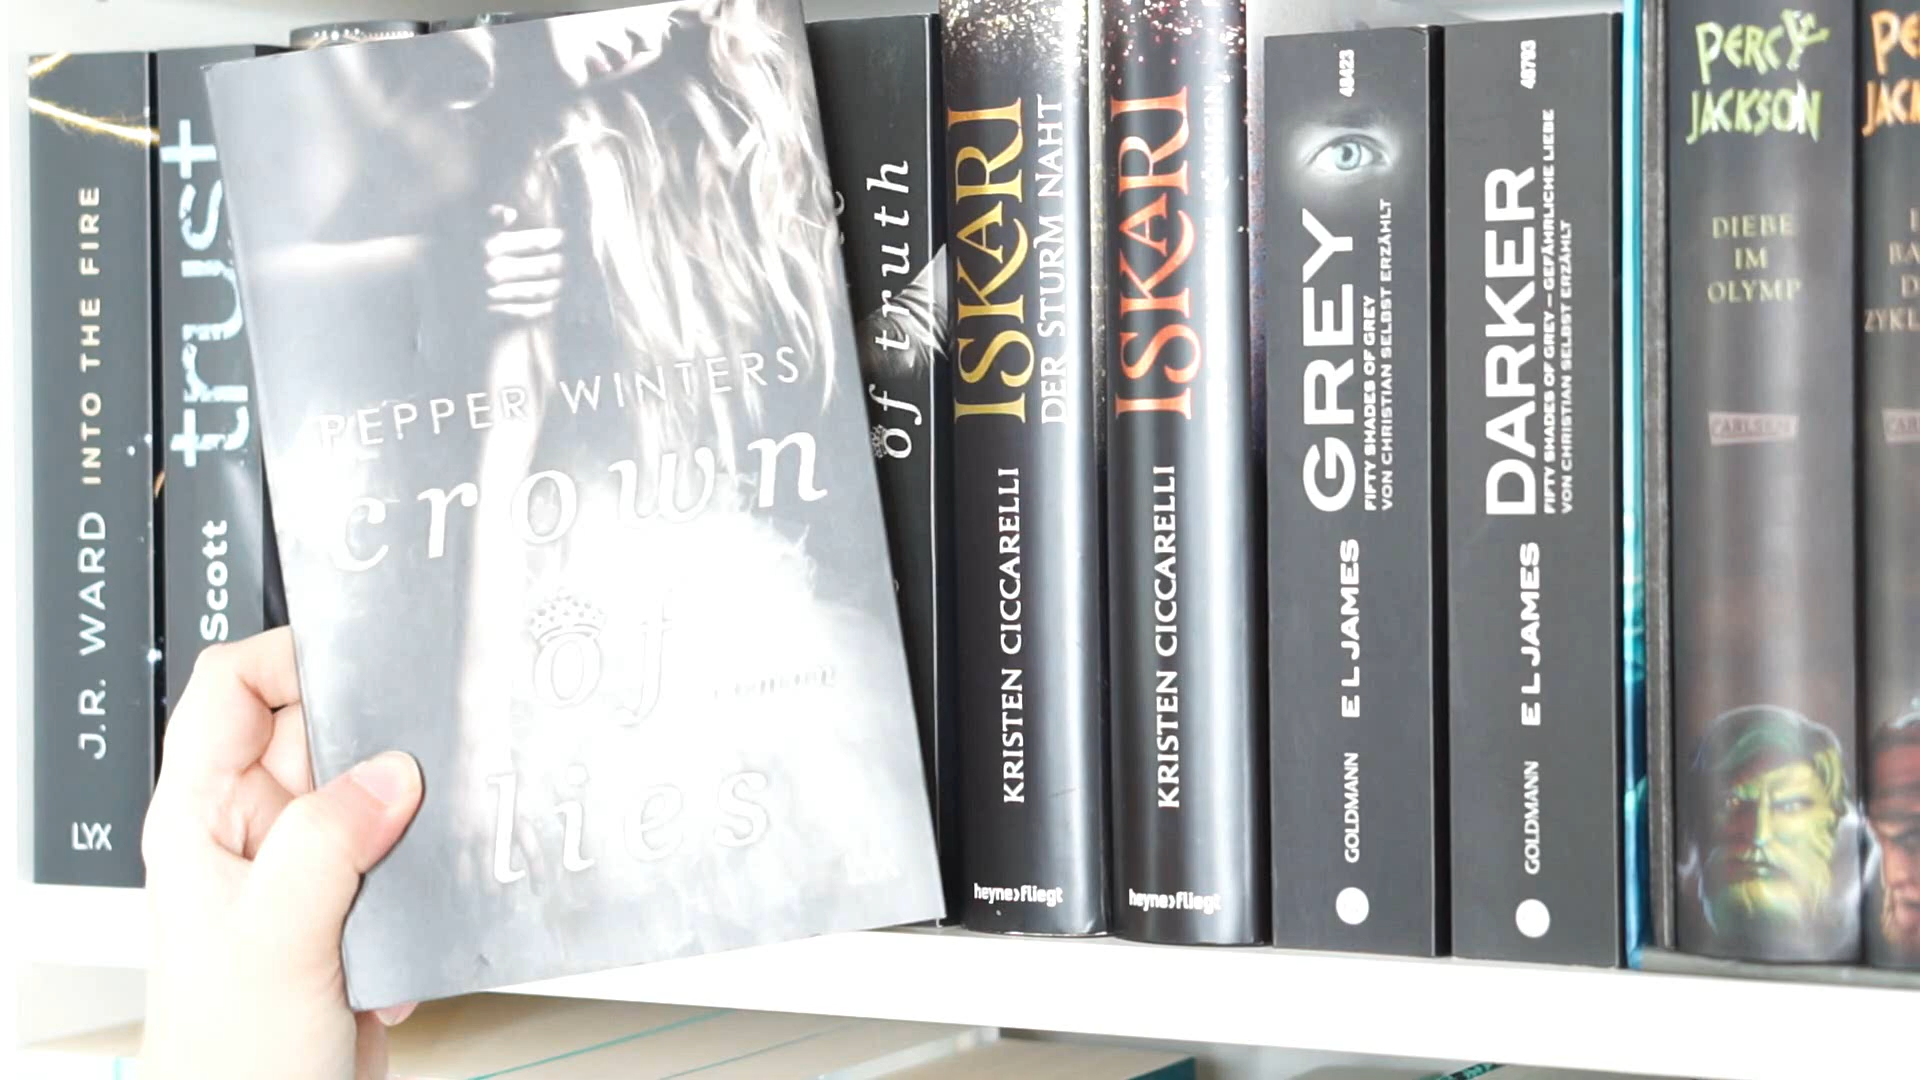 J.R. WARD INTO THE FIRE
LYX
trust
Scott
PEPPER WINTERS
crown
of
lies
of truth
ISKARI
DER STURM NAHT
KRISTEN CICCARELLI
heyne>fliegt
ISKARI
KÖNIGIN
KRISTEN CICCARELLI
heyne>fliegt
48423
GREY
FIFTY SHADES OF GREY
VON CHRISTIAN SELBST ERZÄHLT
E L JAMES
GOLDMANN
48793
DARKER
FIFTY SHADES OF GREY – GEFÄHRLICHE LIEBE
VON CHRISTIAN SELBST ERZÄHLT
E L JAMES
GOLDMANN
PERCY
JACKSON
DIEBE
IM
OLYMP
CARLSEN